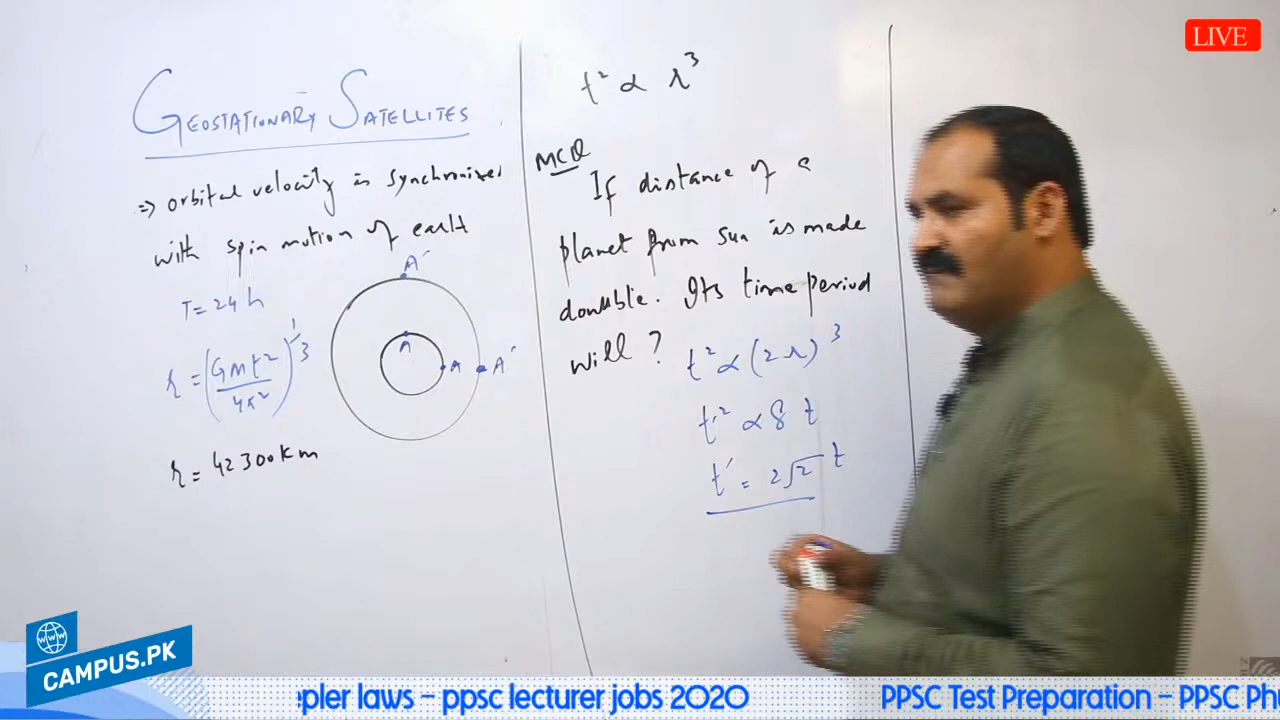 GEOSTATIONARY SATELLITES
⇒ orbital velocity is synchronized
with spin motion of earth
T = 24 h
r = (GMt²/4π²)^1/3
r = 42300 km
A'
A
A
A'
t² ∝ r³
MCQ
If distance of a
planet from sun is made
double. Its time period
will ?
t² ∝ (2r)³
t'² ∝ 8 t
t' = 2√2 t
LIVE
WWW
CAMPUS.PK
pler laws – ppsc lecturer jobs 2020
PPSC Test Preparation – PPSC Ph